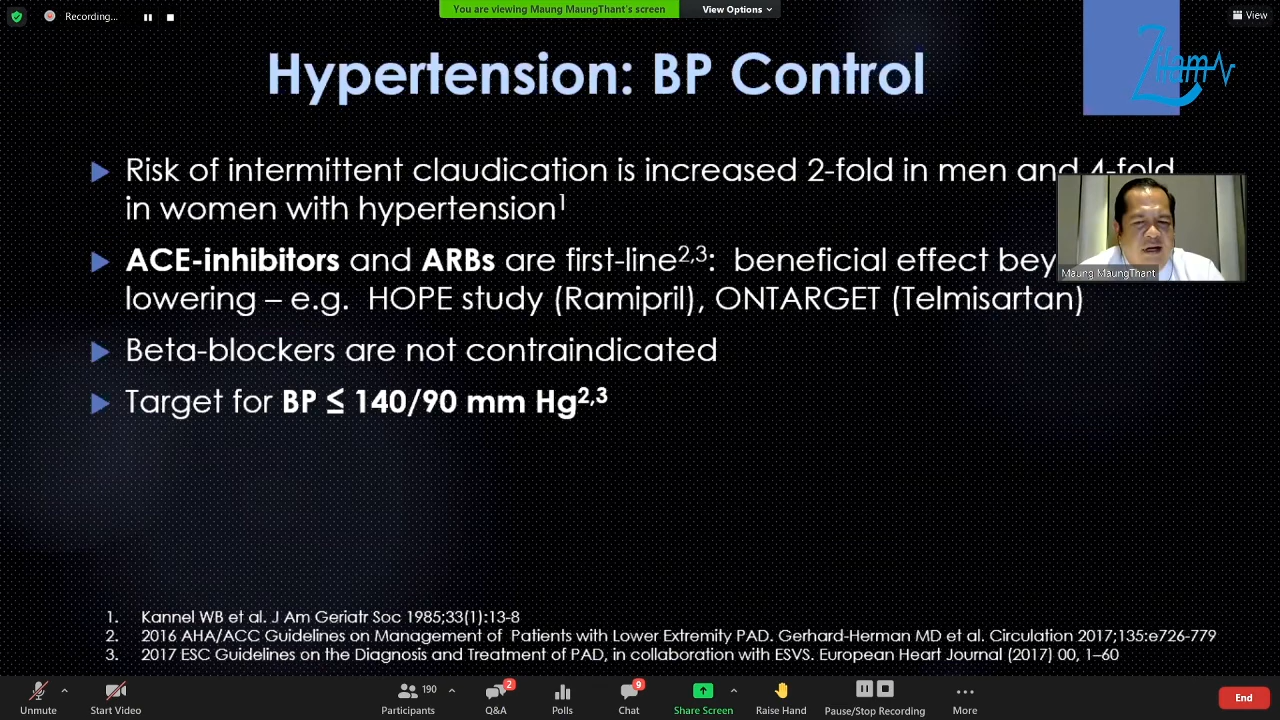 Recording...
You are viewing Maung MaungThant's screen
View Options
View
Hypertension: BP Control
Risk of intermittent claudication is increased 2-fold in men and 4-fold
in women with hypertension1
ACE-inhibitors and ARBs are first-line2,3: beneficial effect
lowering – e.g. HOPE study (Ramipril), ONTARGET (Telmisartan)
Maung MaungThant
Beta-blockers are not contraindicated
Target for BP ≤ 140/90 mm Hg2,3
1. Kannel WB et al. J Am Geriatr Soc 1985;33(1):13-8
2. 2016 AHA/ACC Guidelines on Management of Patients with Lower Extremity PAD. Gerhard-Herman MD et al. Circulation 2017;135:e726-779
3. 2017 ESC Guidelines on the Diagnosis and Treatment of PAD, in collaboration with ESVS. European Heart Journal (2017) 00, 1–60
190 2 9
Unmute Start Video Participants Q&A Polls Chat Share Screen Raise Hand Pause/Stop Recording More End